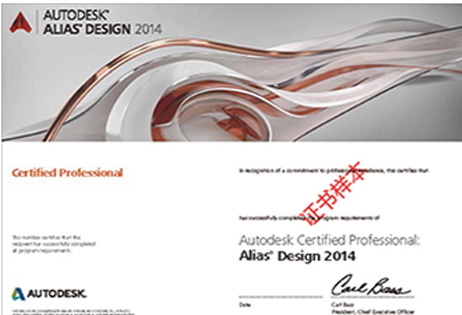 AUTODESK®
ALIAS® DESIGN 2014
Certified Professional
In recognition of a commitment to professional excellence, this certifies that
证书样本
has successfully completed the program requirements of
This number certifies that the
recipient has successfully completed
all program requirements.
Autodesk Certified Professional:
Alias® Design 2014
Carl Bass
AUTODESK.
Date
Carl Bass
President, Chief Executive Officer